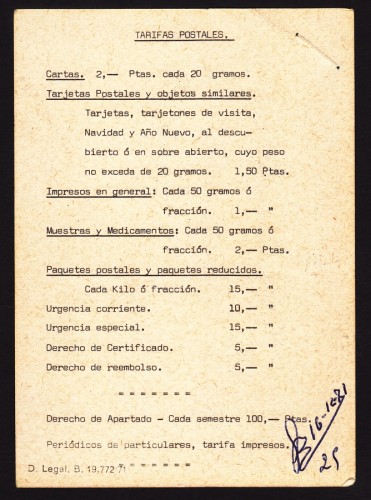 TARIFAS POSTALES.
Cartas. 2,— Ptas. cada 20 gramos.
Tarjetas Postales y objetos similares.
Tarjetas, tarjetones de visita,
Navidad y Año Nuevo, al descu-
bierto ó en sobre abierto, cuyo peso
no exceda de 20 gramos. 1,50 Ptas.
Impresos en general: Cada 50 gramos ó
fracción. 1,— "
Muestras y Medicamentos: Cada 50 gramos ó
fracción. 2,— Ptas.
Paquetes postales y paquetes reducidos.
Cada Kilo ó fracción. 15,— "
Urgencia corriente. 10,— "
Urgencia especial. 15,— "
Derecho de Certificado. 5,— "
Derecho de reembolso. 5,— "
=======
Derecho de Apartado - Cada semestre 100,— Ptas.
Periódicos de particulares, tarifa impresos.
=======
D. Legal. B. 19.772
25